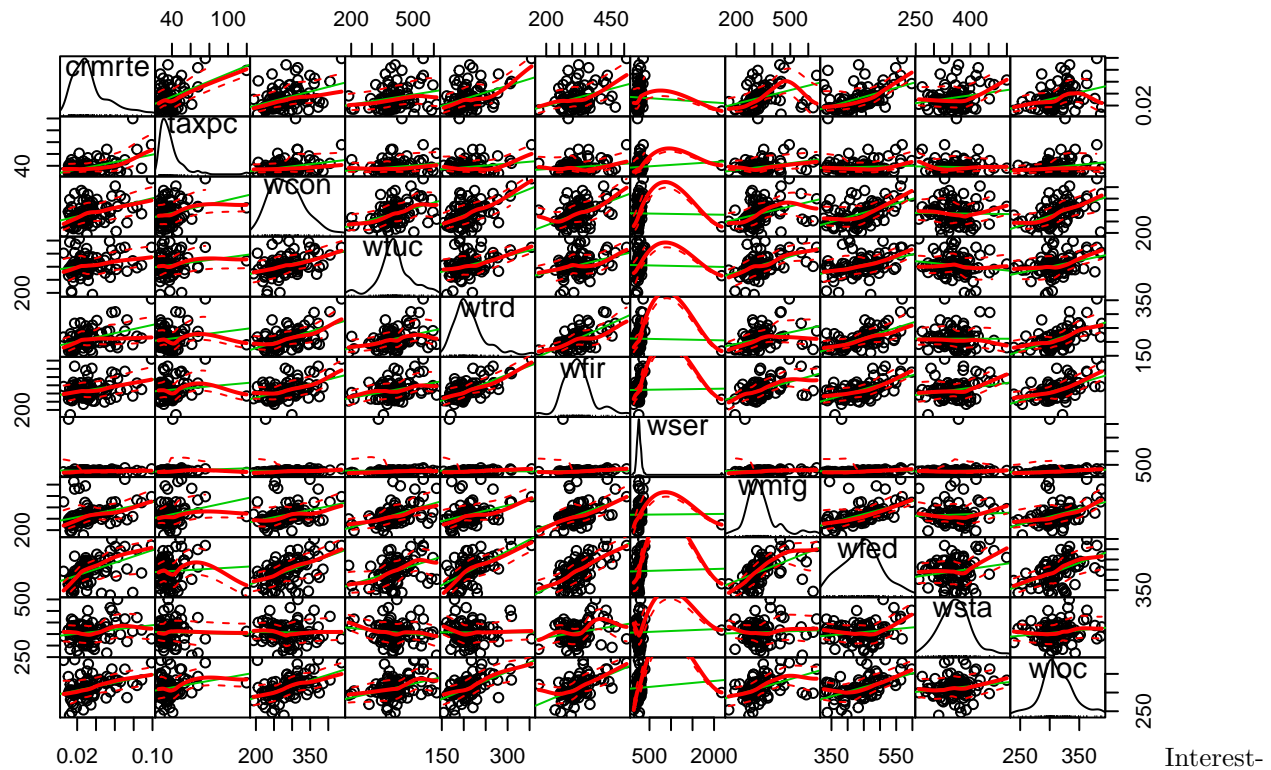 40 100 200 500 200 450 200 500 250 400
crmrte 0.02
40 taxpc
wcon 200
200 wtuc
wtrd 150 350
200 wfir
wser 500
200 wmfg
wfed 350
250 500 wsta
wloc 250
0.02 0.10 200 350 150 300 500 2000 350 550 250 350 Interest-